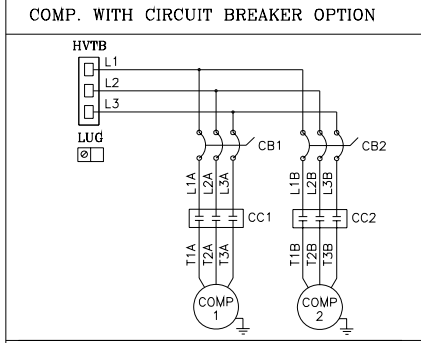 COMP. WITH CIRCUIT BREAKER OPTION
HVTB
L1
L2
L3
LUG
CB1
CB2
L1A
L2A
L3A
L1B
L2B
L3B
CC1
CC2
T1A
T2A
T3A
T1B
T2B
T3B
COMP
1
COMP
2